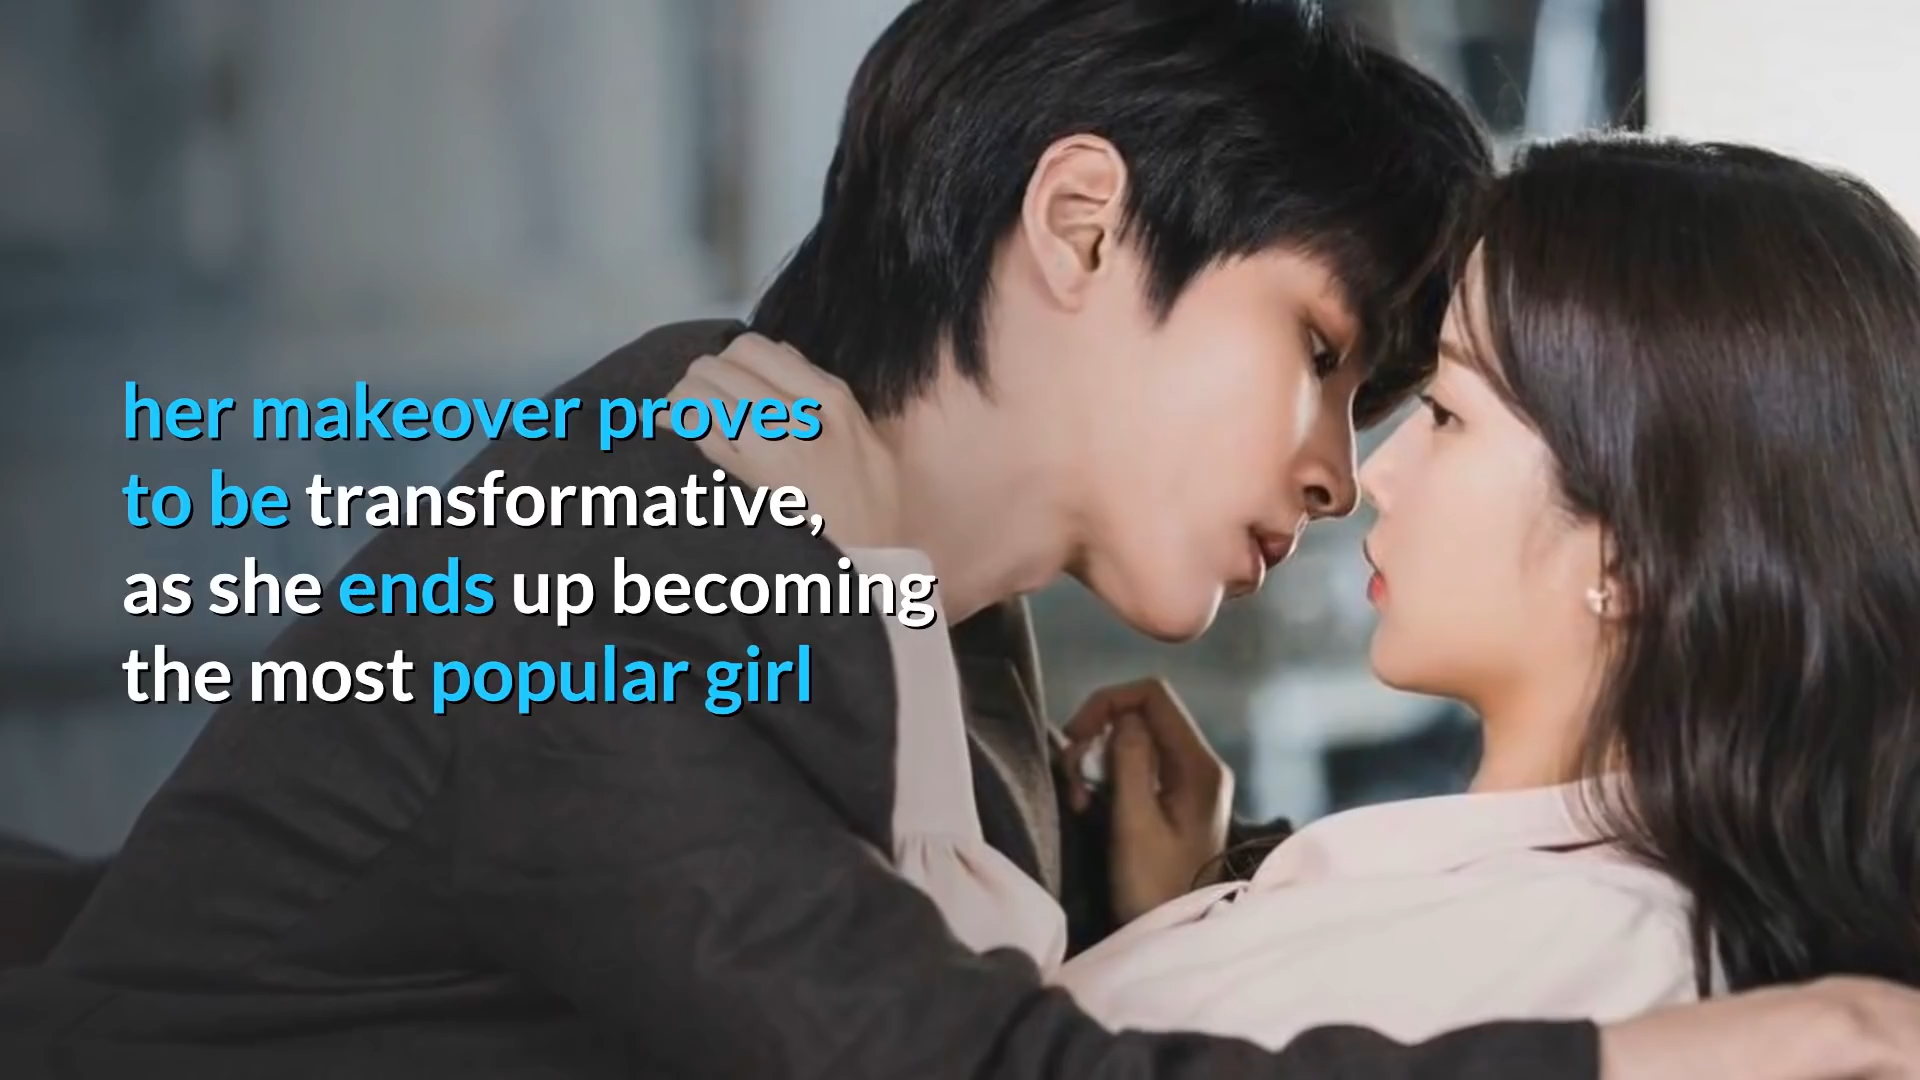 her makeover proves
to be transformative,
as she ends up becoming
the most popular girl